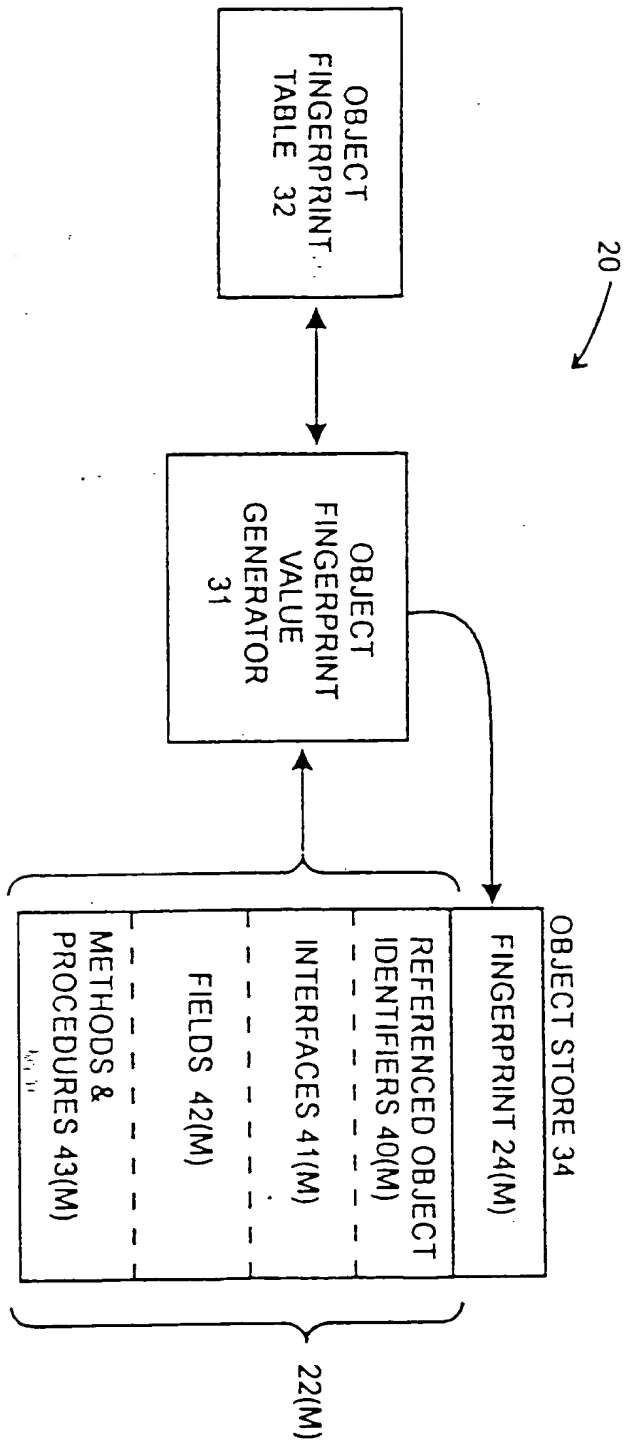 20
OBJECT
FINGERPRINT
TABLE 32
OBJECT
FINGERPRINT
VALUE
GENERATOR
31
OBJECT STORE 34
FINGERPRINT 24(M)
REFERENCED OBJECT
IDENTIFIERS 40(M)
INTERFACES 41(M)
FIELDS 42(M)
METHODS &
PROCEDURES 43(M)
22(M)